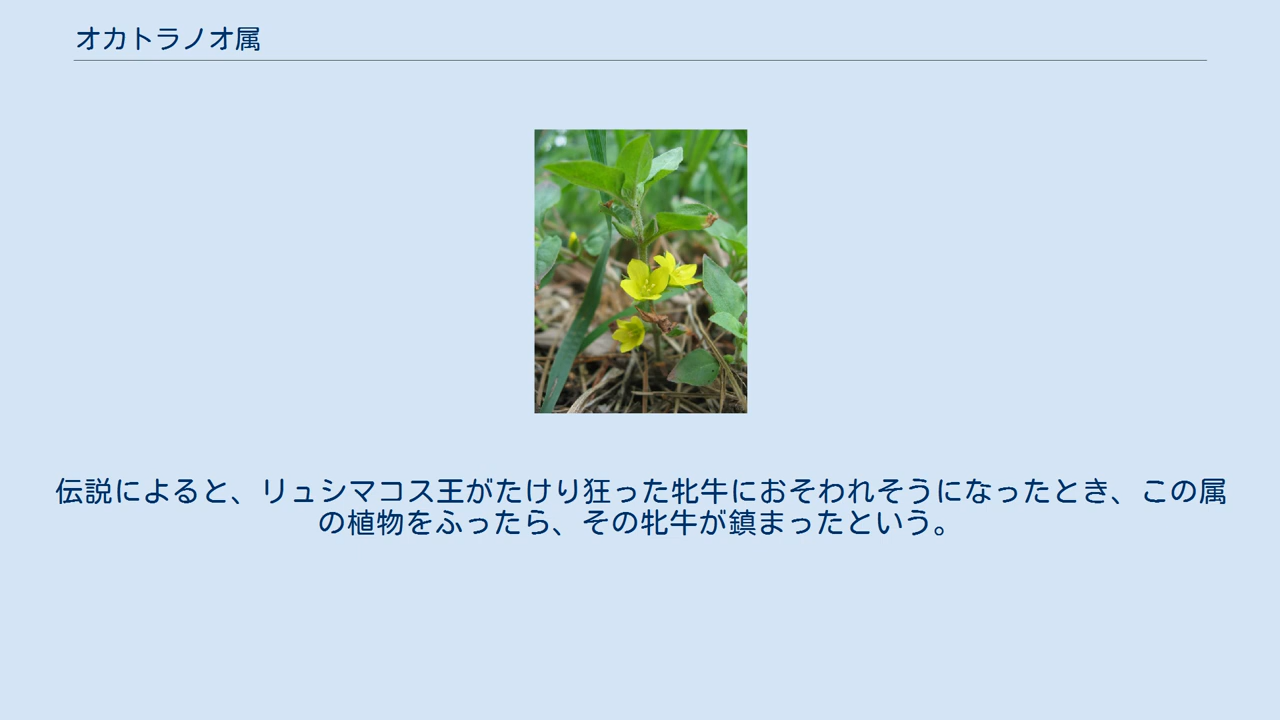 オカトラノオ属
伝説によると、リュシマコス王がたけり狂った牝牛におそわれそうになったとき、この属
の植物をふったら、その牝牛が鎮まったという。